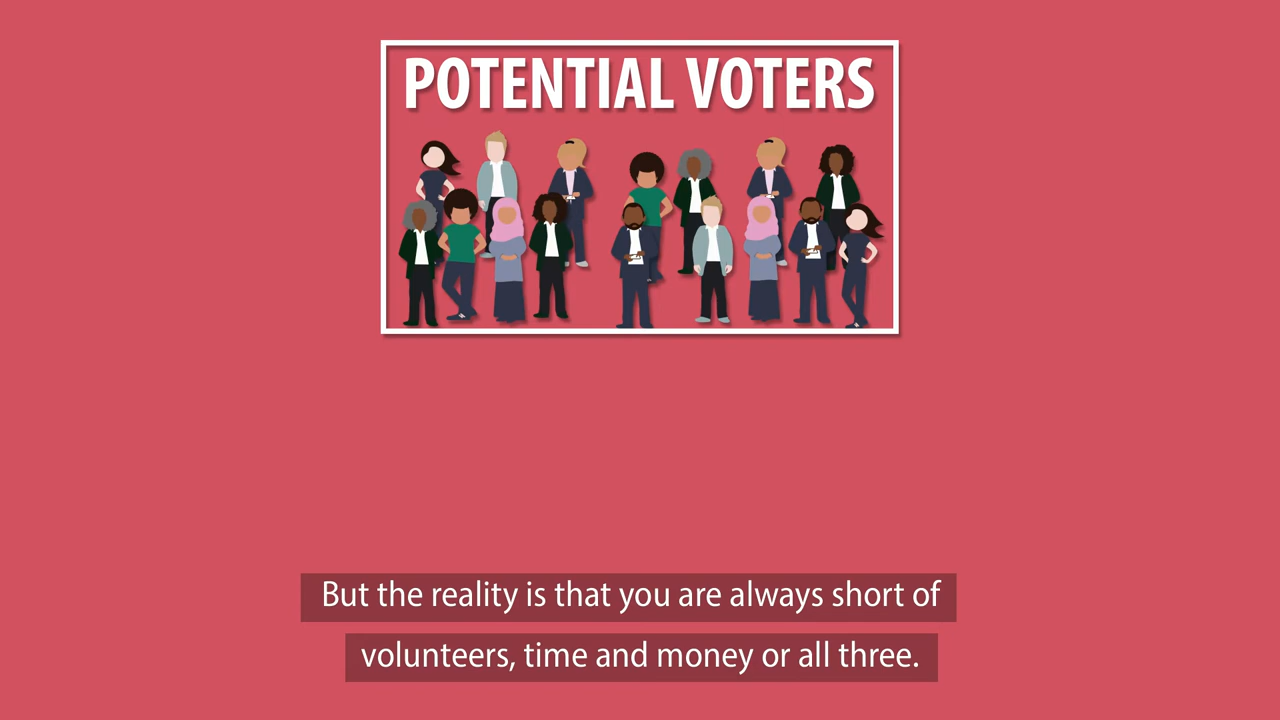 POTENTIAL VOTERS
But the reality is that you are always short of
volunteers, time and money or all three.